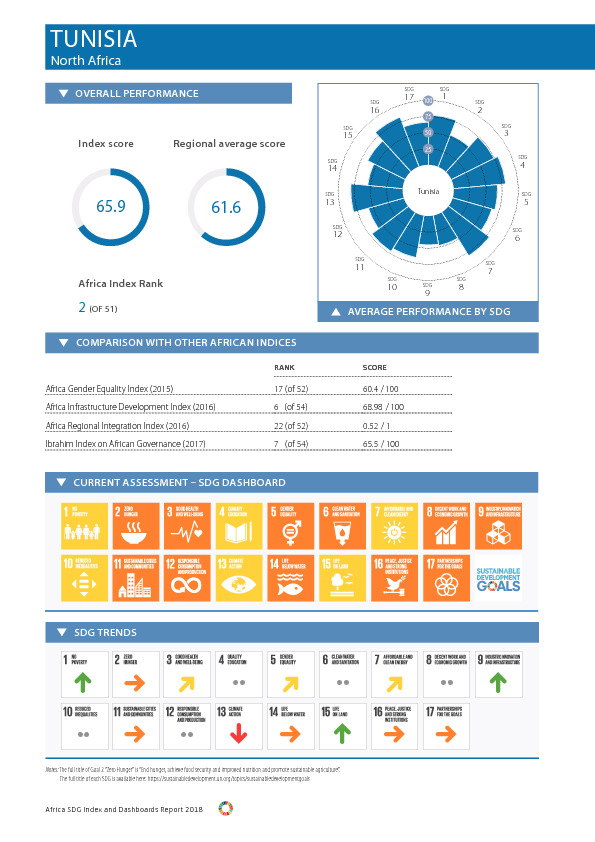 TUNISIA
North Africa
▼ OVERALL PERFORMANCE
Index score
Regional average score
65.9
61.6
Africa Index Rank
2 (OF 51)
SDG 1
SDG 2
SDG 3
SDG 4
SDG 5
SDG 6
SDG 7
SDG 8
SDG 9
SDG 10
SDG 11
SDG 12
SDG 13
SDG 14
SDG 15
SDG 16
SDG 17
100
75
50
25
Tunisia
▲ AVERAGE PERFORMANCE BY SDG
▼ COMPARISON WITH OTHER AFRICAN INDICES
RANK SCORE
Africa Gender Equality Index (2015) 17 (of 52) 60.4 / 100
Africa Infrastructure Development Index (2016) 6 (of 54) 68.98 / 100
Africa Regional Integration Index (2016) 22 (of 52) 0.52 / 1
Ibrahim Index on African Governance (2017) 7 (of 54) 65.5 / 100
▼ CURRENT ASSESSMENT – SDG DASHBOARD
1 NO POVERTY
2 ZERO HUNGER
3 GOOD HEALTH AND WELL-BEING
4 QUALITY EDUCATION
5 GENDER EQUALITY
6 CLEAN WATER AND SANITATION
7 AFFORDABLE AND CLEAN ENERGY
8 DECENT WORK AND ECONOMIC GROWTH
9 INDUSTRY, INNOVATION AND INFRASTRUCTURE
10 REDUCED INEQUALITIES
11 SUSTAINABLE CITIES AND COMMUNITIES
12 RESPONSIBLE CONSUMPTION AND PRODUCTION
13 CLIMATE ACTION
14 LIFE BELOW WATER
15 LIFE ON LAND
16 PEACE, JUSTICE AND STRONG INSTITUTIONS
17 PARTNERSHIPS FOR THE GOALS
SUSTAINABLE
DEVELOPMENT
GOALS
▼ SDG TRENDS
1 NO POVERTY
2 ZERO HUNGER
3 GOOD HEALTH AND WELL-BEING
4 QUALITY EDUCATION
5 GENDER EQUALITY
6 CLEAN WATER AND SANITATION
7 AFFORDABLE AND CLEAN ENERGY
8 DECENT WORK AND ECONOMIC GROWTH
9 INDUSTRY, INNOVATION AND INFRASTRUCTURE
10 REDUCED INEQUALITIES
11 SUSTAINABLE CITIES AND COMMUNITIES
12 RESPONSIBLE CONSUMPTION AND PRODUCTION
13 CLIMATE ACTION
14 LIFE BELOW WATER
15 LIFE ON LAND
16 PEACE, JUSTICE AND STRONG INSTITUTIONS
17 PARTNERSHIPS FOR THE GOALS
Notes: The full title of Goal 2 "Zero Hunger" is "End hunger, achieve food security and improved nutrition and promote sustainable agriculture".
The full title of each SDG is available here: https://sustainabledevelopment.un.org/topics/sustainabledevelopmentgoals
Africa SDG Index and Dashboards Report 2018